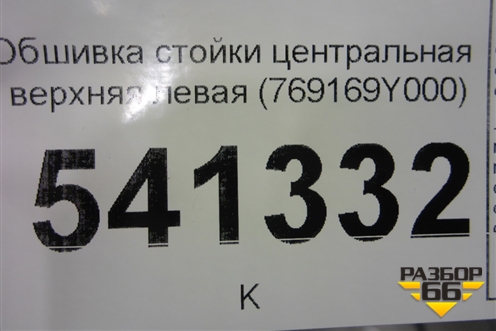 Обшивка стойки центральная
верхняя левая (769169Y000)
541332
К
РАЗБОР
66